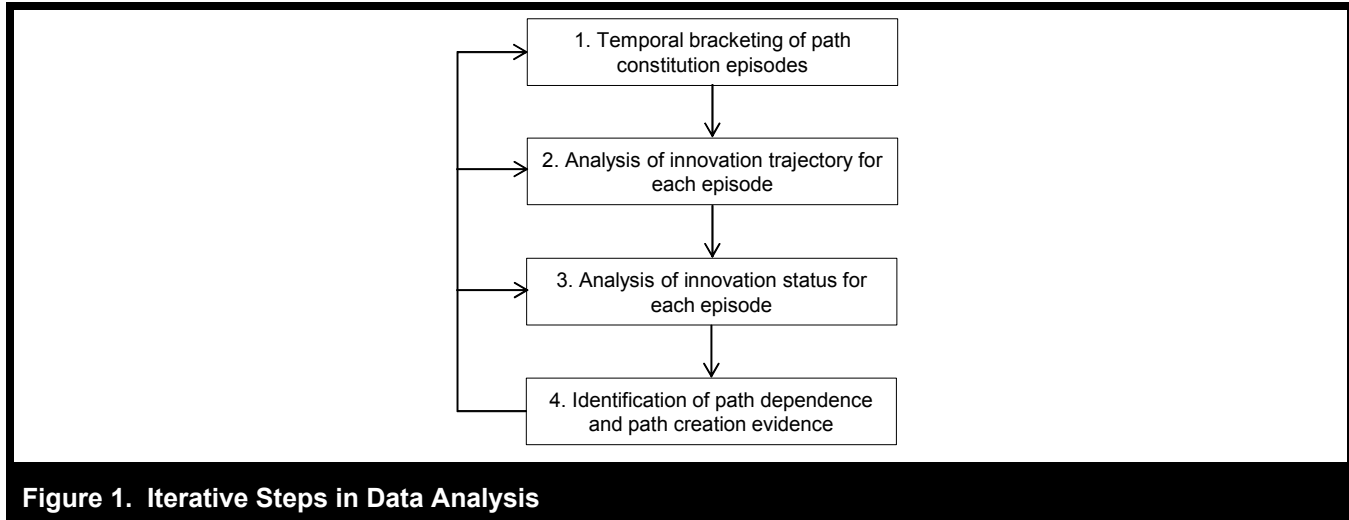 1. Temporal bracketing of path
constitution episodes
2. Analysis of innovation trajectory for
each episode
3. Analysis of innovation status for
each episode
4. Identification of path dependence
and path creation evidence
Figure 1. Iterative Steps in Data Analysis